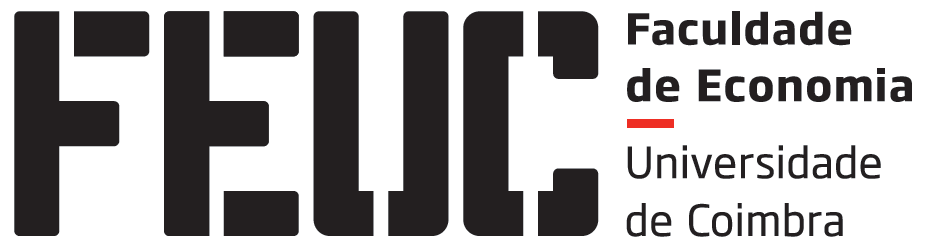 FEUC
Faculdade
de Economia
Universidade
de Coimbra